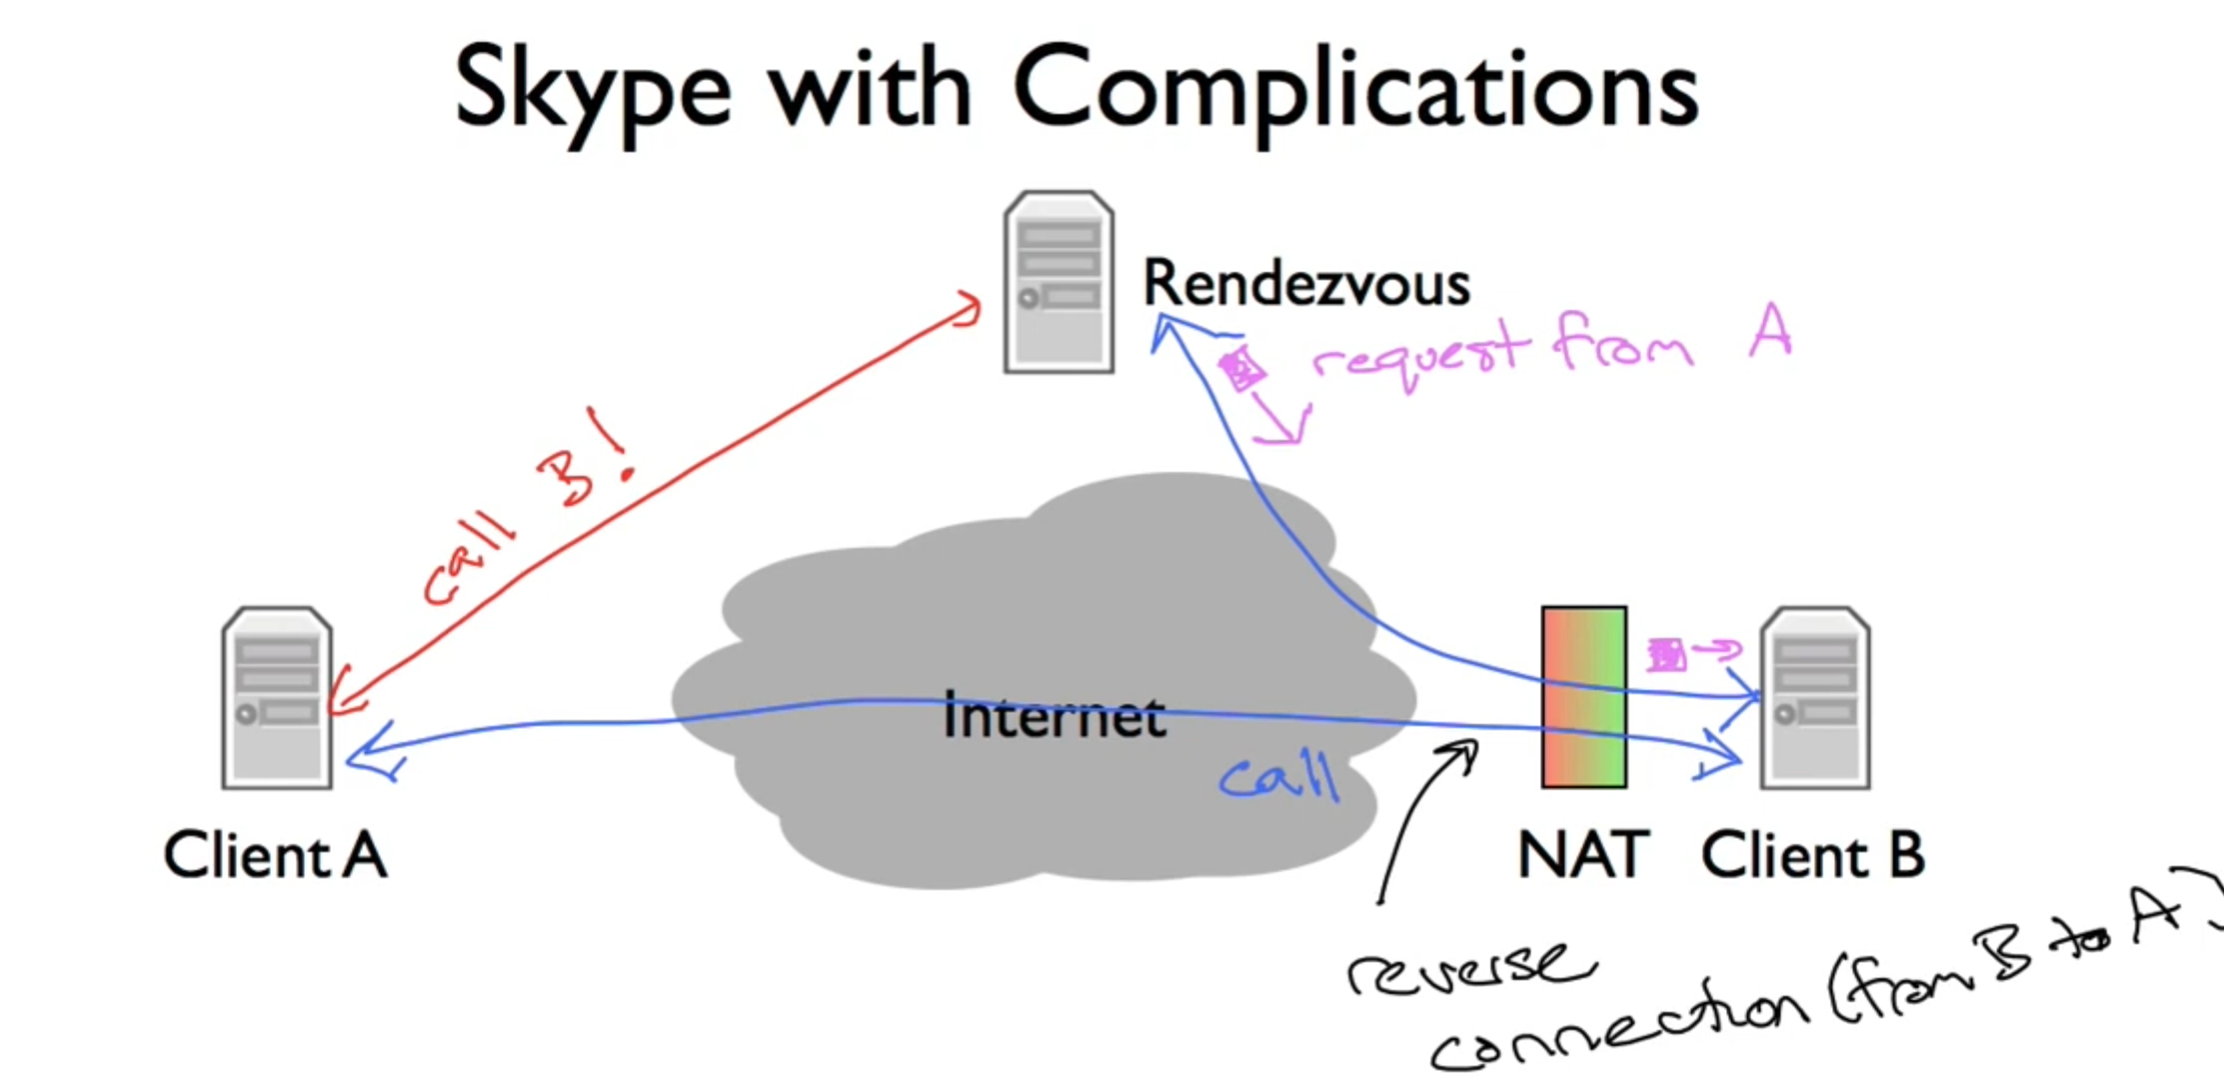 Skype with Complications
Rendezvous
request from A
call B!
Internet
call
Client A
NAT
Client B
reverse
connection (from B to A)